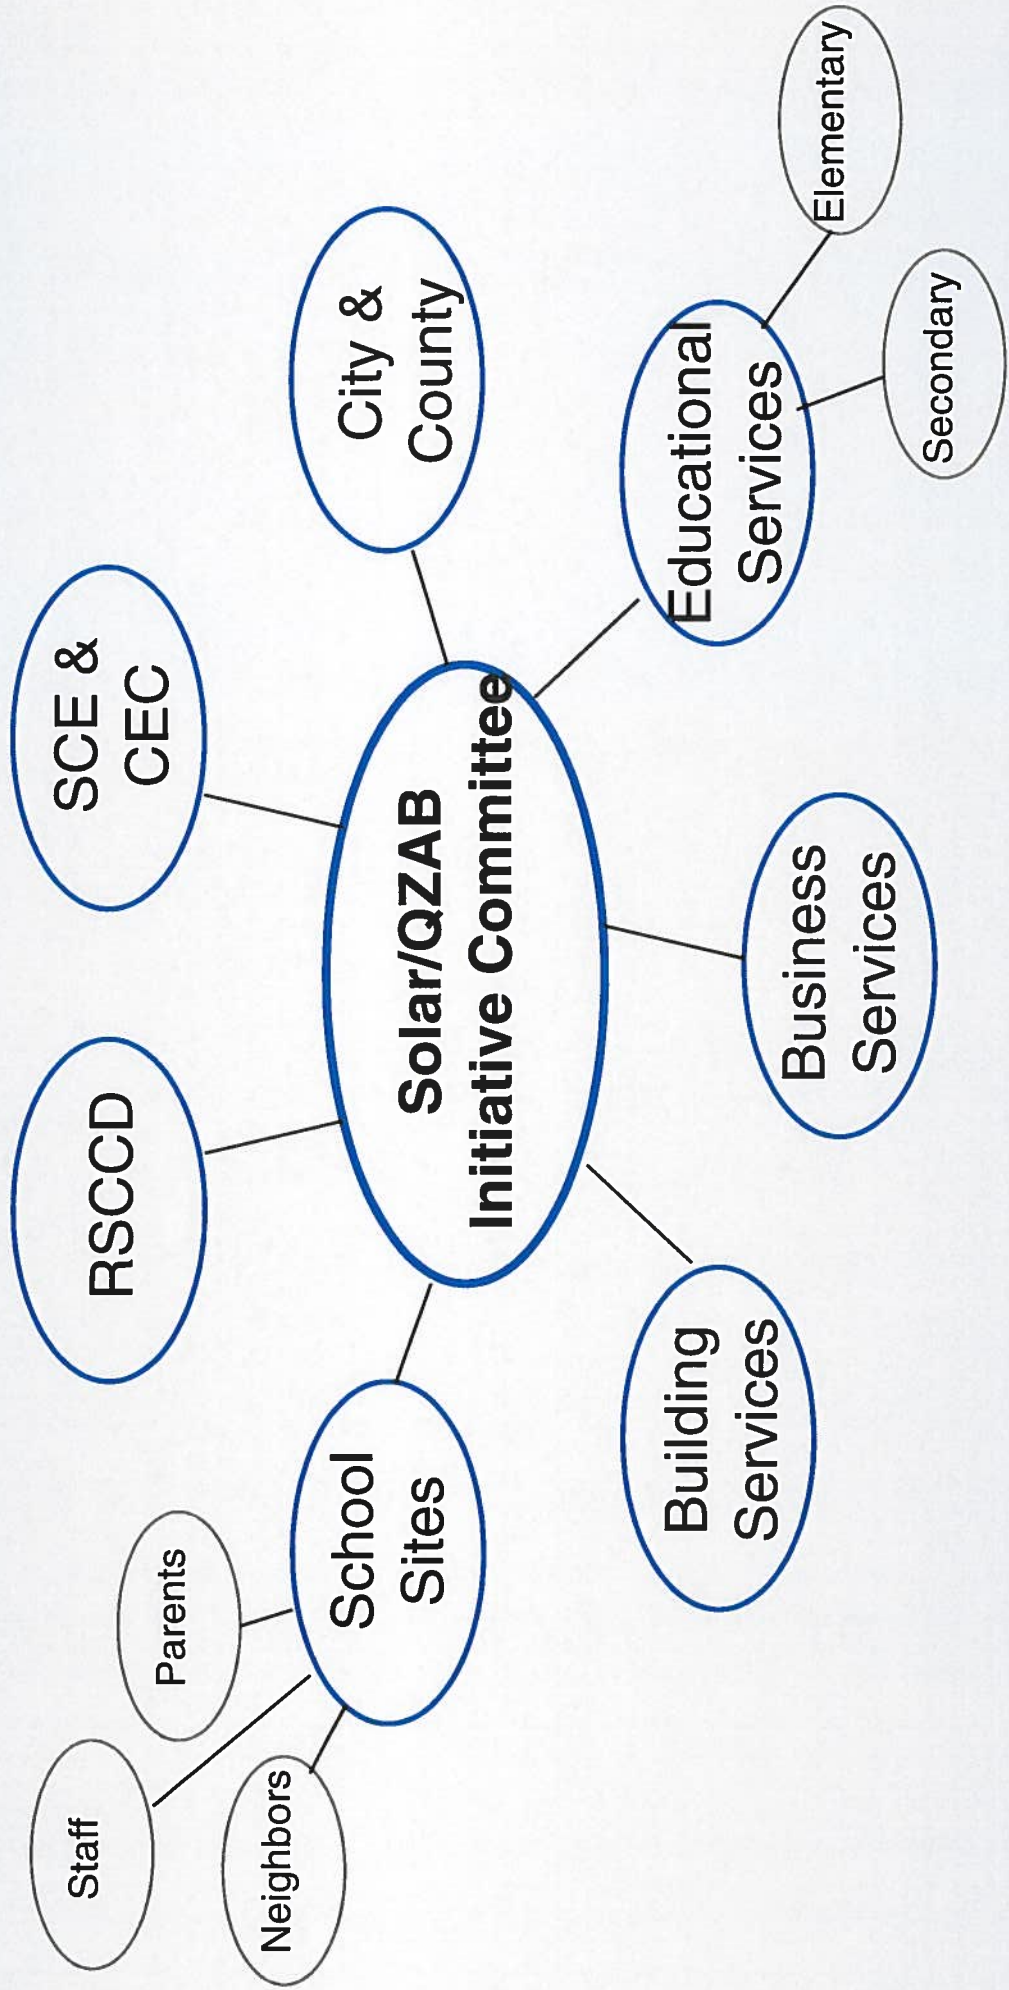 RSCCD
SCE &
CEC
Staff
Parents
Neighbors
School
Sites
Solar/QZAB
Initiative Committee
City &
County
Building
Services
Business
Services
Educational
Services
Elementary
Secondary